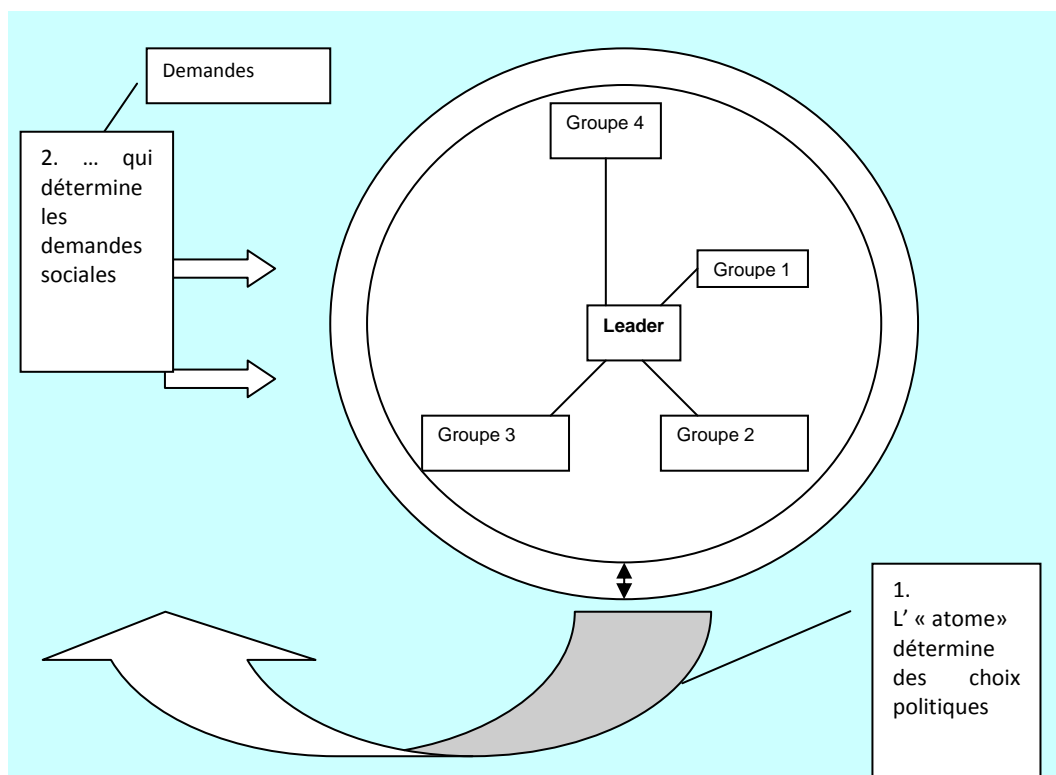 Demandes
2. … qui
détermine
les
demandes
sociales
Groupe 4
Groupe 1
Leader
Groupe 3
Groupe 2
1.
L’ « atome»
détermine
des choix
politiques